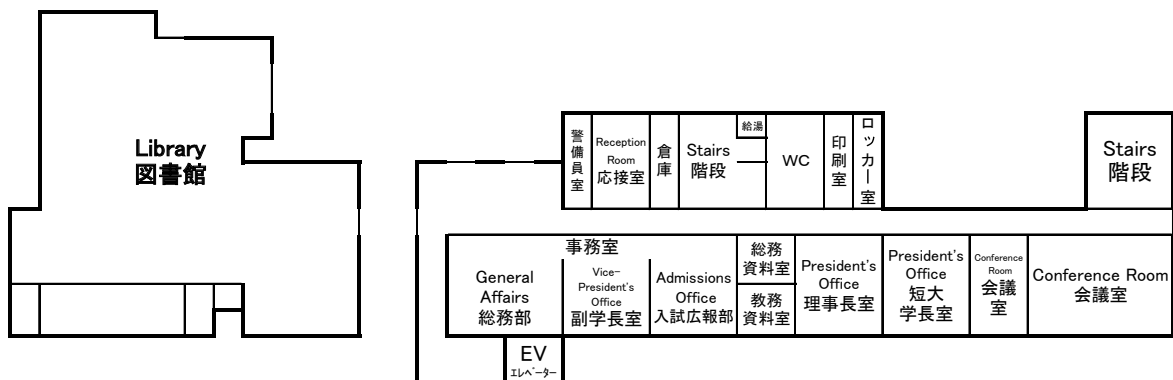 Library
図書館
警備員室
Reception
Room
応接室
倉庫
Stairs
階段
給湯
WC
印刷室
ロッカー室
Stairs
階段
事務室
General
Affairs
総務部
Vice-
President's
Office
副学長室
Admissions
Office
入試広報部
総務
資料室
教務
資料室
President's
Office
理事長室
President's
Office
短大
学長室
Conference
Room
会議
室
Conference Room
会議室
EV
エレベーター